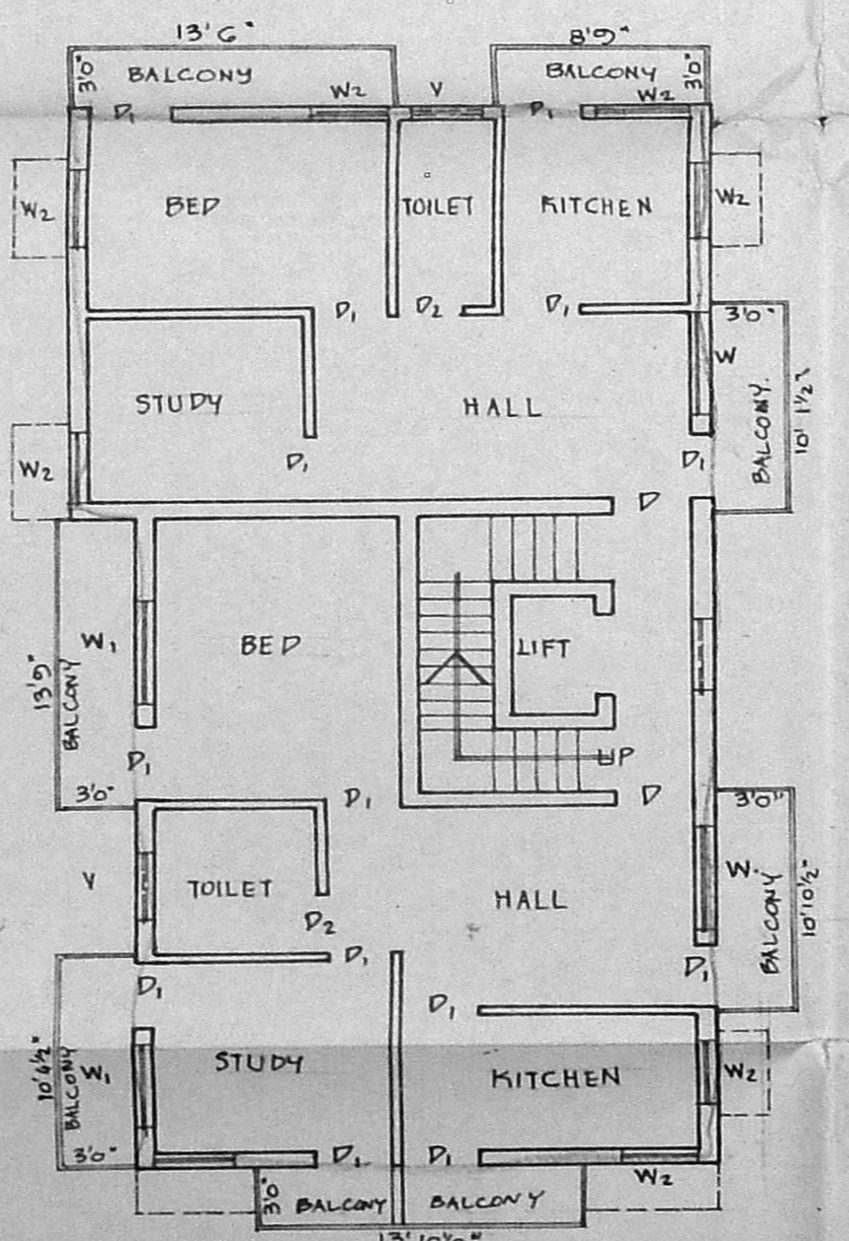 13'6"
8'9"
3'0"
BALCONY
BALCONY
3'0"
D1
W2
V
D1
W2
W2
BED
TOILET
KITCHEN
W2
D1
D2
D1
3'0"
W
STUDY
HALL
BALCONY.
10' 1½"
D1
D1
W2
D
W1
BED
LIFT
13'9"
BALCONY
D1
UP
3'0"
D1
D
3'0"
V
TOILET
HALL
W.
BALCONY
10'10½"
D2
D1
D1
D1
D1
W1
STUDY
KITCHEN
W2
BALCONY
3'0"
D1
D1
W2
3'0"
BALCONY
BALCONY